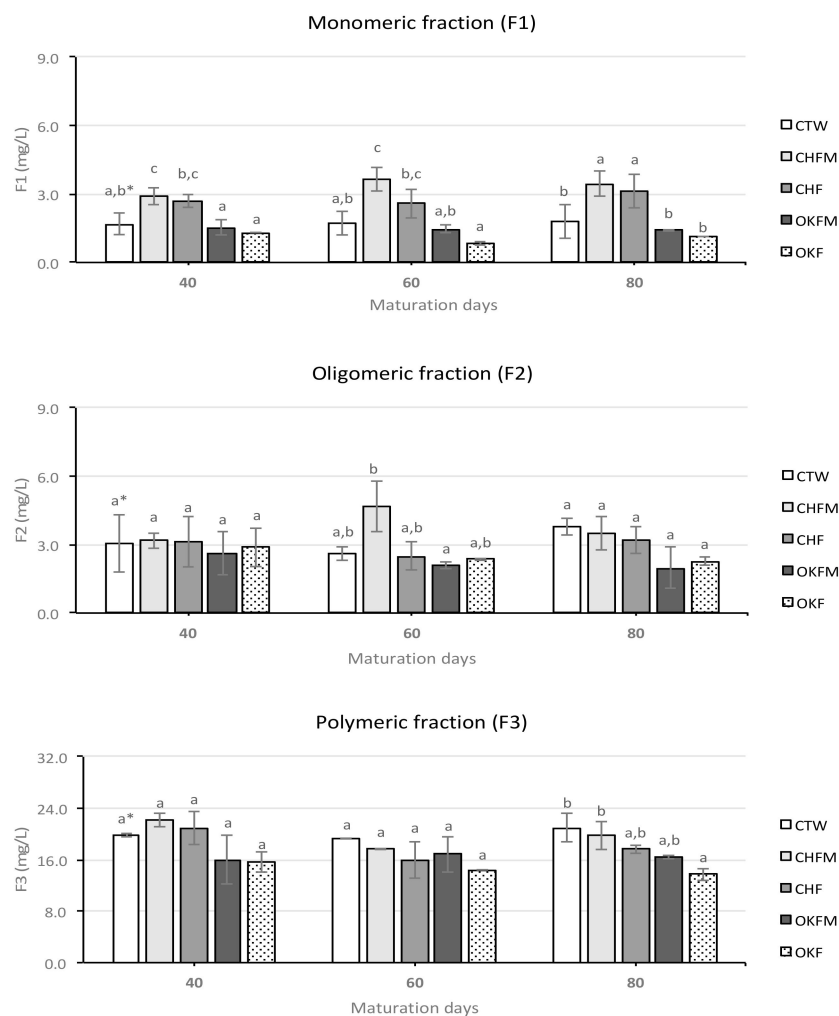 Monomeric fraction (F1)
9.0
6.0
3.0
0.0
F1 (mg/L)
a,b*
c
b,c
a
a
a,b
c
b,c
a,b
a
b
a
a
b
b
40
60
80
Maturation days
CTW
CHFM
CHF
OKFM
OKF
Oligomeric fraction (F2)
9.0
6.0
3.0
0.0
F2 (mg/L)
a*
a
a
a
a
a,b
b
a,b
a
a,b
a
a
a
a
a
40
60
80
Maturation days
CTW
CHFM
CHF
OKFM
OKF
Polymeric fraction (F3)
32.0
24.0
16.0
8.0
0.0
F3 (mg/L)
a*
a
a
a
a
a
a
a
a
a
b
b
a,b
a,b
a
40
60
80
Maturation days
CTW
CHFM
CHF
OKFM
OKF